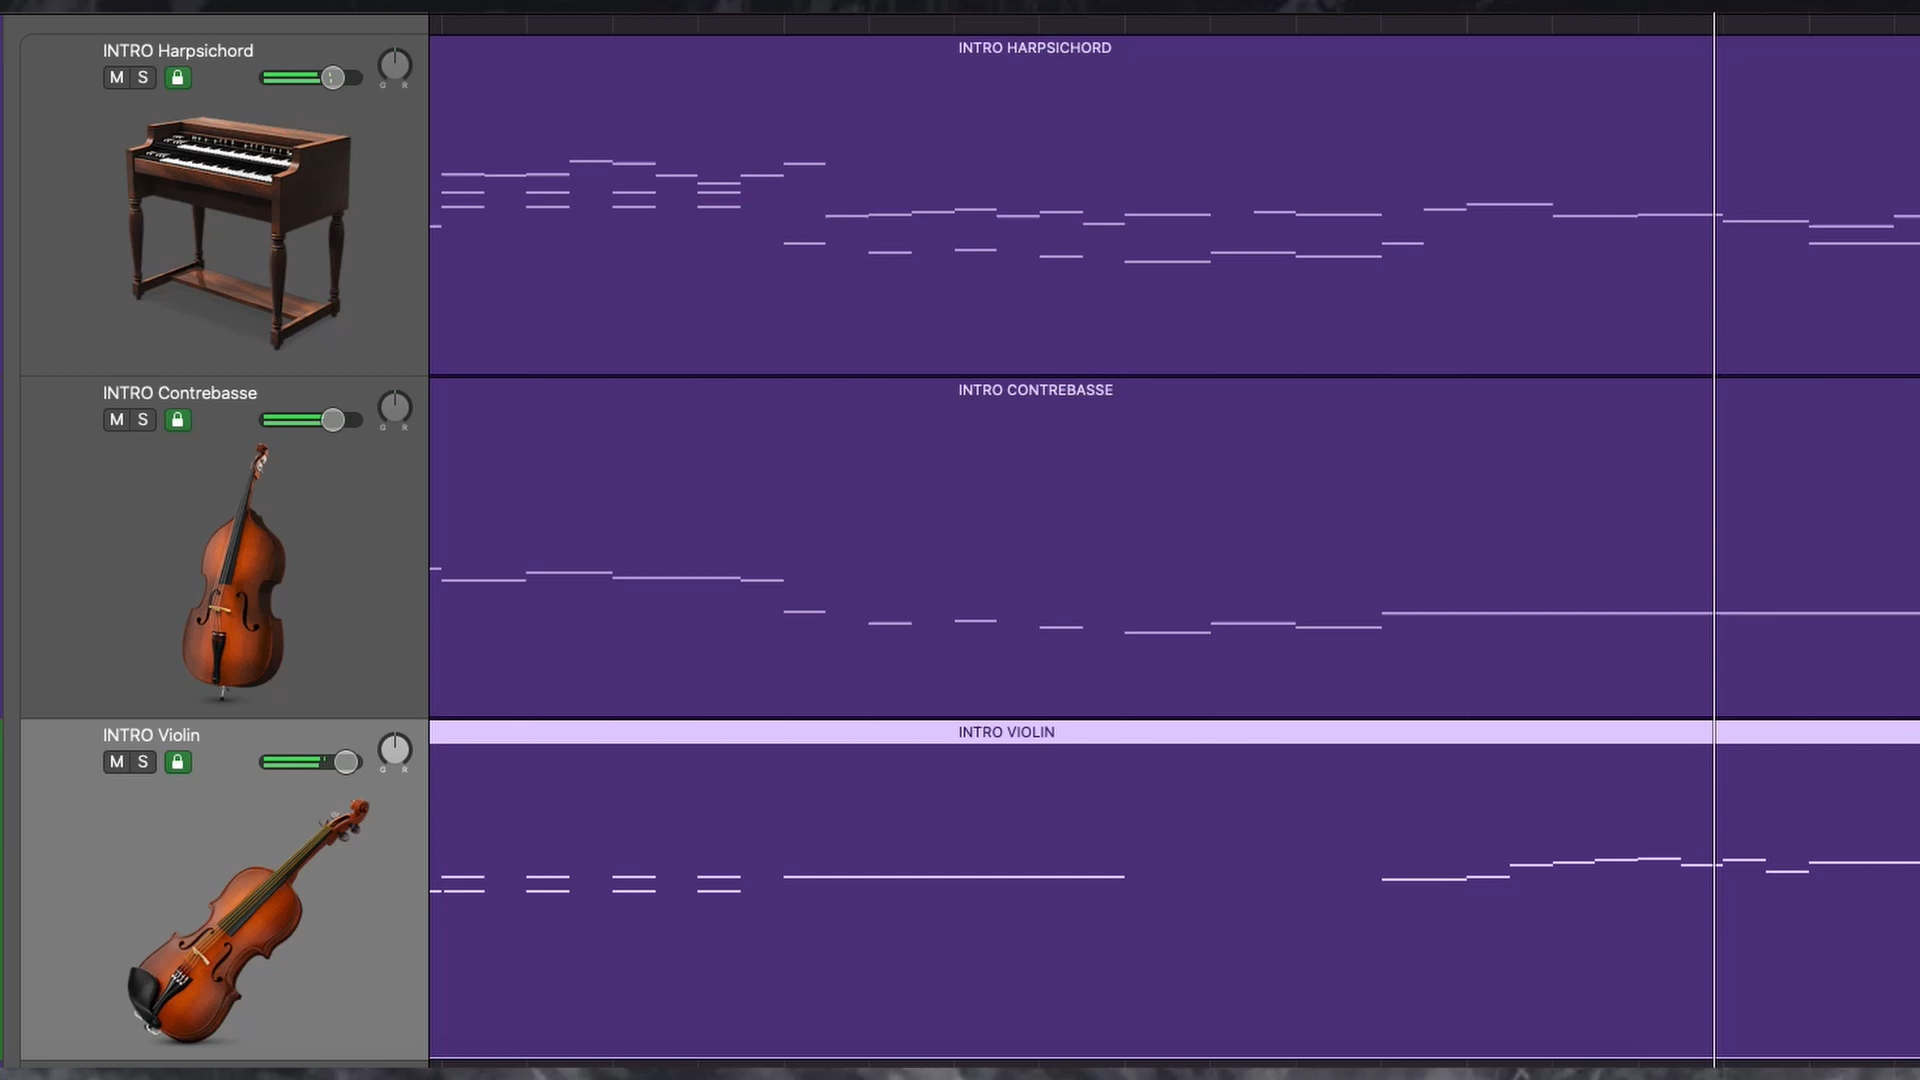 INTRO Harpsichord
M S
G R
INTRO HARPSICHORD
INTRO Contrebasse
M S
G R
INTRO CONTREBASSE
INTRO Violin
M S
G R
INTRO VIOLIN